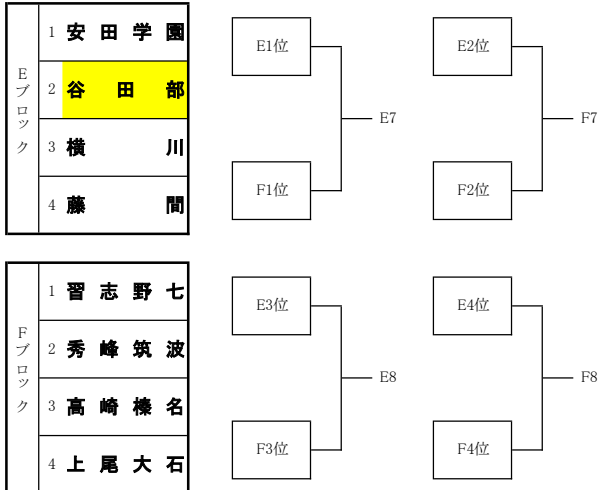 Eブロック
1 安田学園
2 谷田部
3 横川
4 藤間
E1位
F1位
E7
E2位
F2位
F7
Fブロック
1 習志野七
2 秀峰筑波
3 高崎榛名
4 上尾大石
E3位
F3位
E8
E4位
F4位
F8